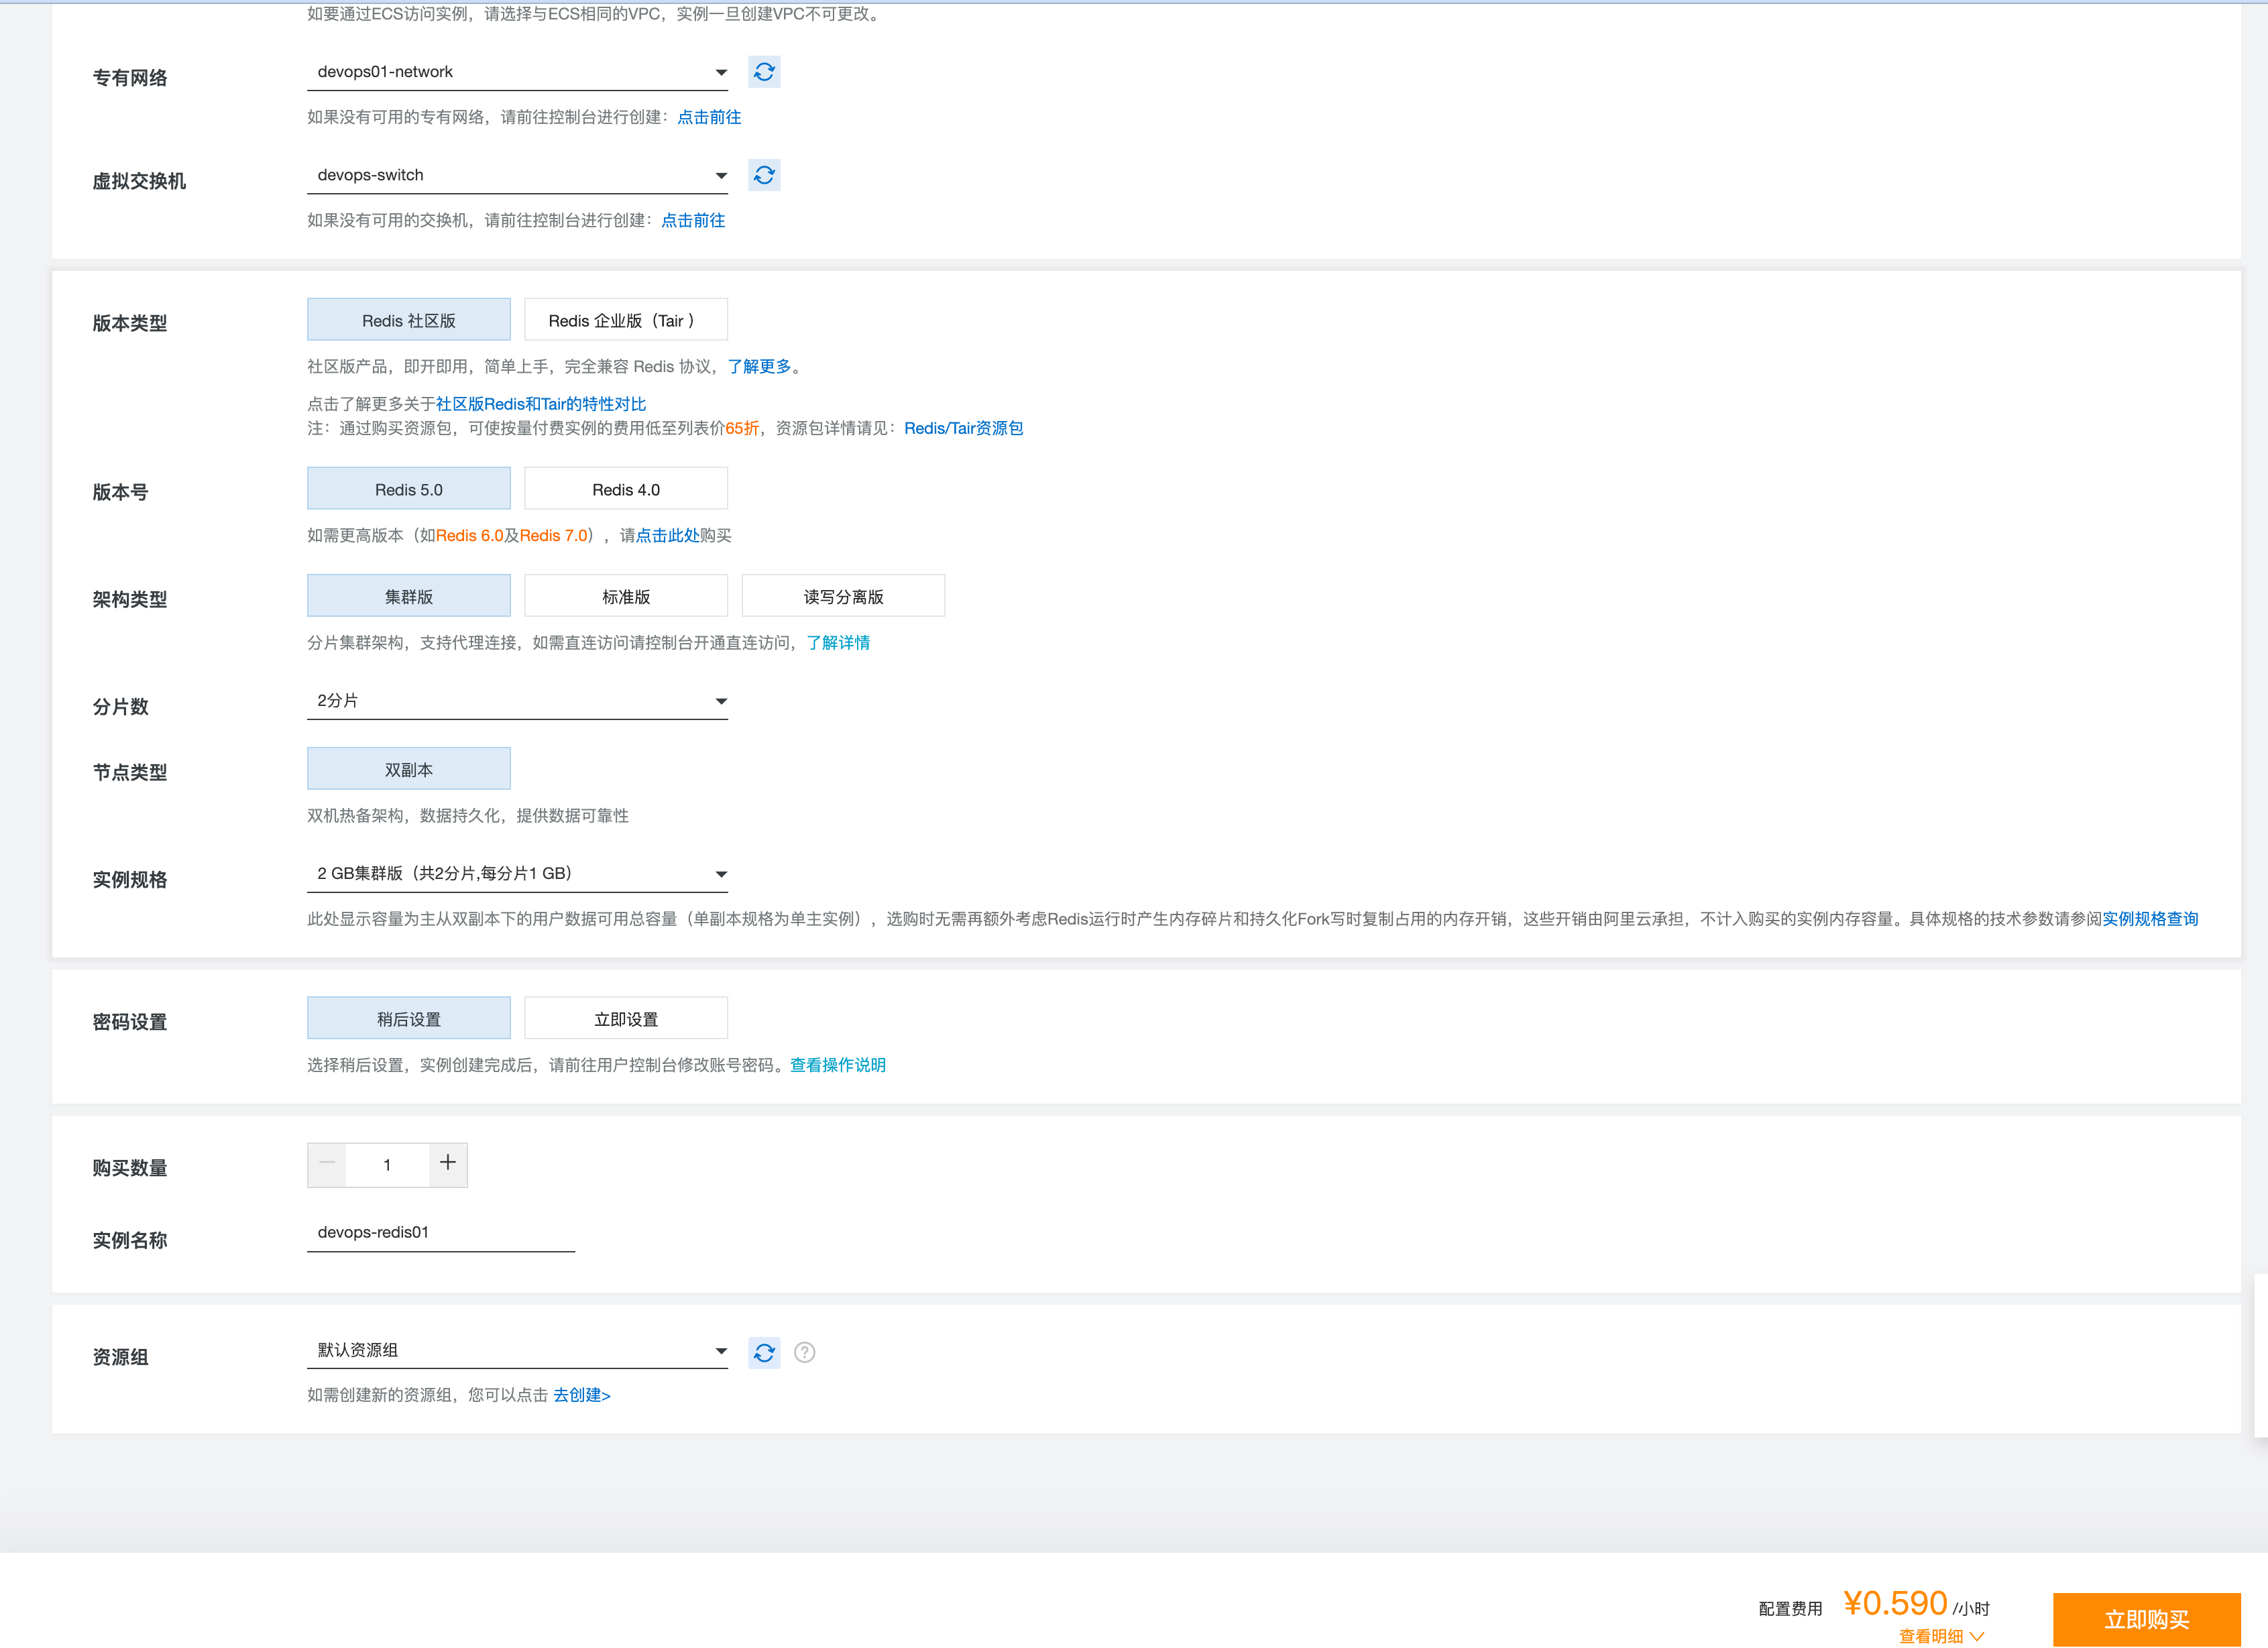 如要通过ECS访问实例，请选择与ECS相同的VPC，实例一旦创建VPC不可更改。
专有网络
devops01-network
如果没有可用的专有网络，请前往控制台进行创建：点击前往
虚拟交换机
devops-switch
如果没有可用的交换机，请前往控制台进行创建：点击前往
版本类型
Redis 社区版
Redis 企业版（Tair ）
社区版产品，即开即用，简单上手，完全兼容 Redis 协议，了解更多。
点击了解更多关于社区版Redis和Tair的特性对比
注：通过购买资源包，可使按量付费实例的费用低至列表价65折，资源包详情请见：Redis/Tair资源包
版本号
Redis 5.0
Redis 4.0
如需更高版本（如Redis 6.0及Redis 7.0），请点击此处购买
架构类型
集群版
标准版
读写分离版
分片集群架构，支持代理连接，如需直连访问请控制台开通直连访问，了解详情
分片数
2分片
节点类型
双副本
双机热备架构，数据持久化，提供数据可靠性
实例规格
2 GB集群版（共2分片,每分片1 GB）
此处显示容量为主从双副本下的用户数据可用总容量（单副本规格为单主实例），选购时无需再额外考虑Redis运行时产生内存碎片和持久化Fork写时复制占用的内存开销，这些开销由阿里云承担，不计入购买的实例内存容量。具体规格的技术参数请参阅实例规格查询
密码设置
稍后设置
立即设置
选择稍后设置，实例创建完成后，请前往用户控制台修改账号密码。查看操作说明
购买数量
1
实例名称
devops-redis01
资源组
默认资源组
如需创建新的资源组，您可以点击 去创建>
配置费用 ¥0.590 /小时
查看明细
立即购买